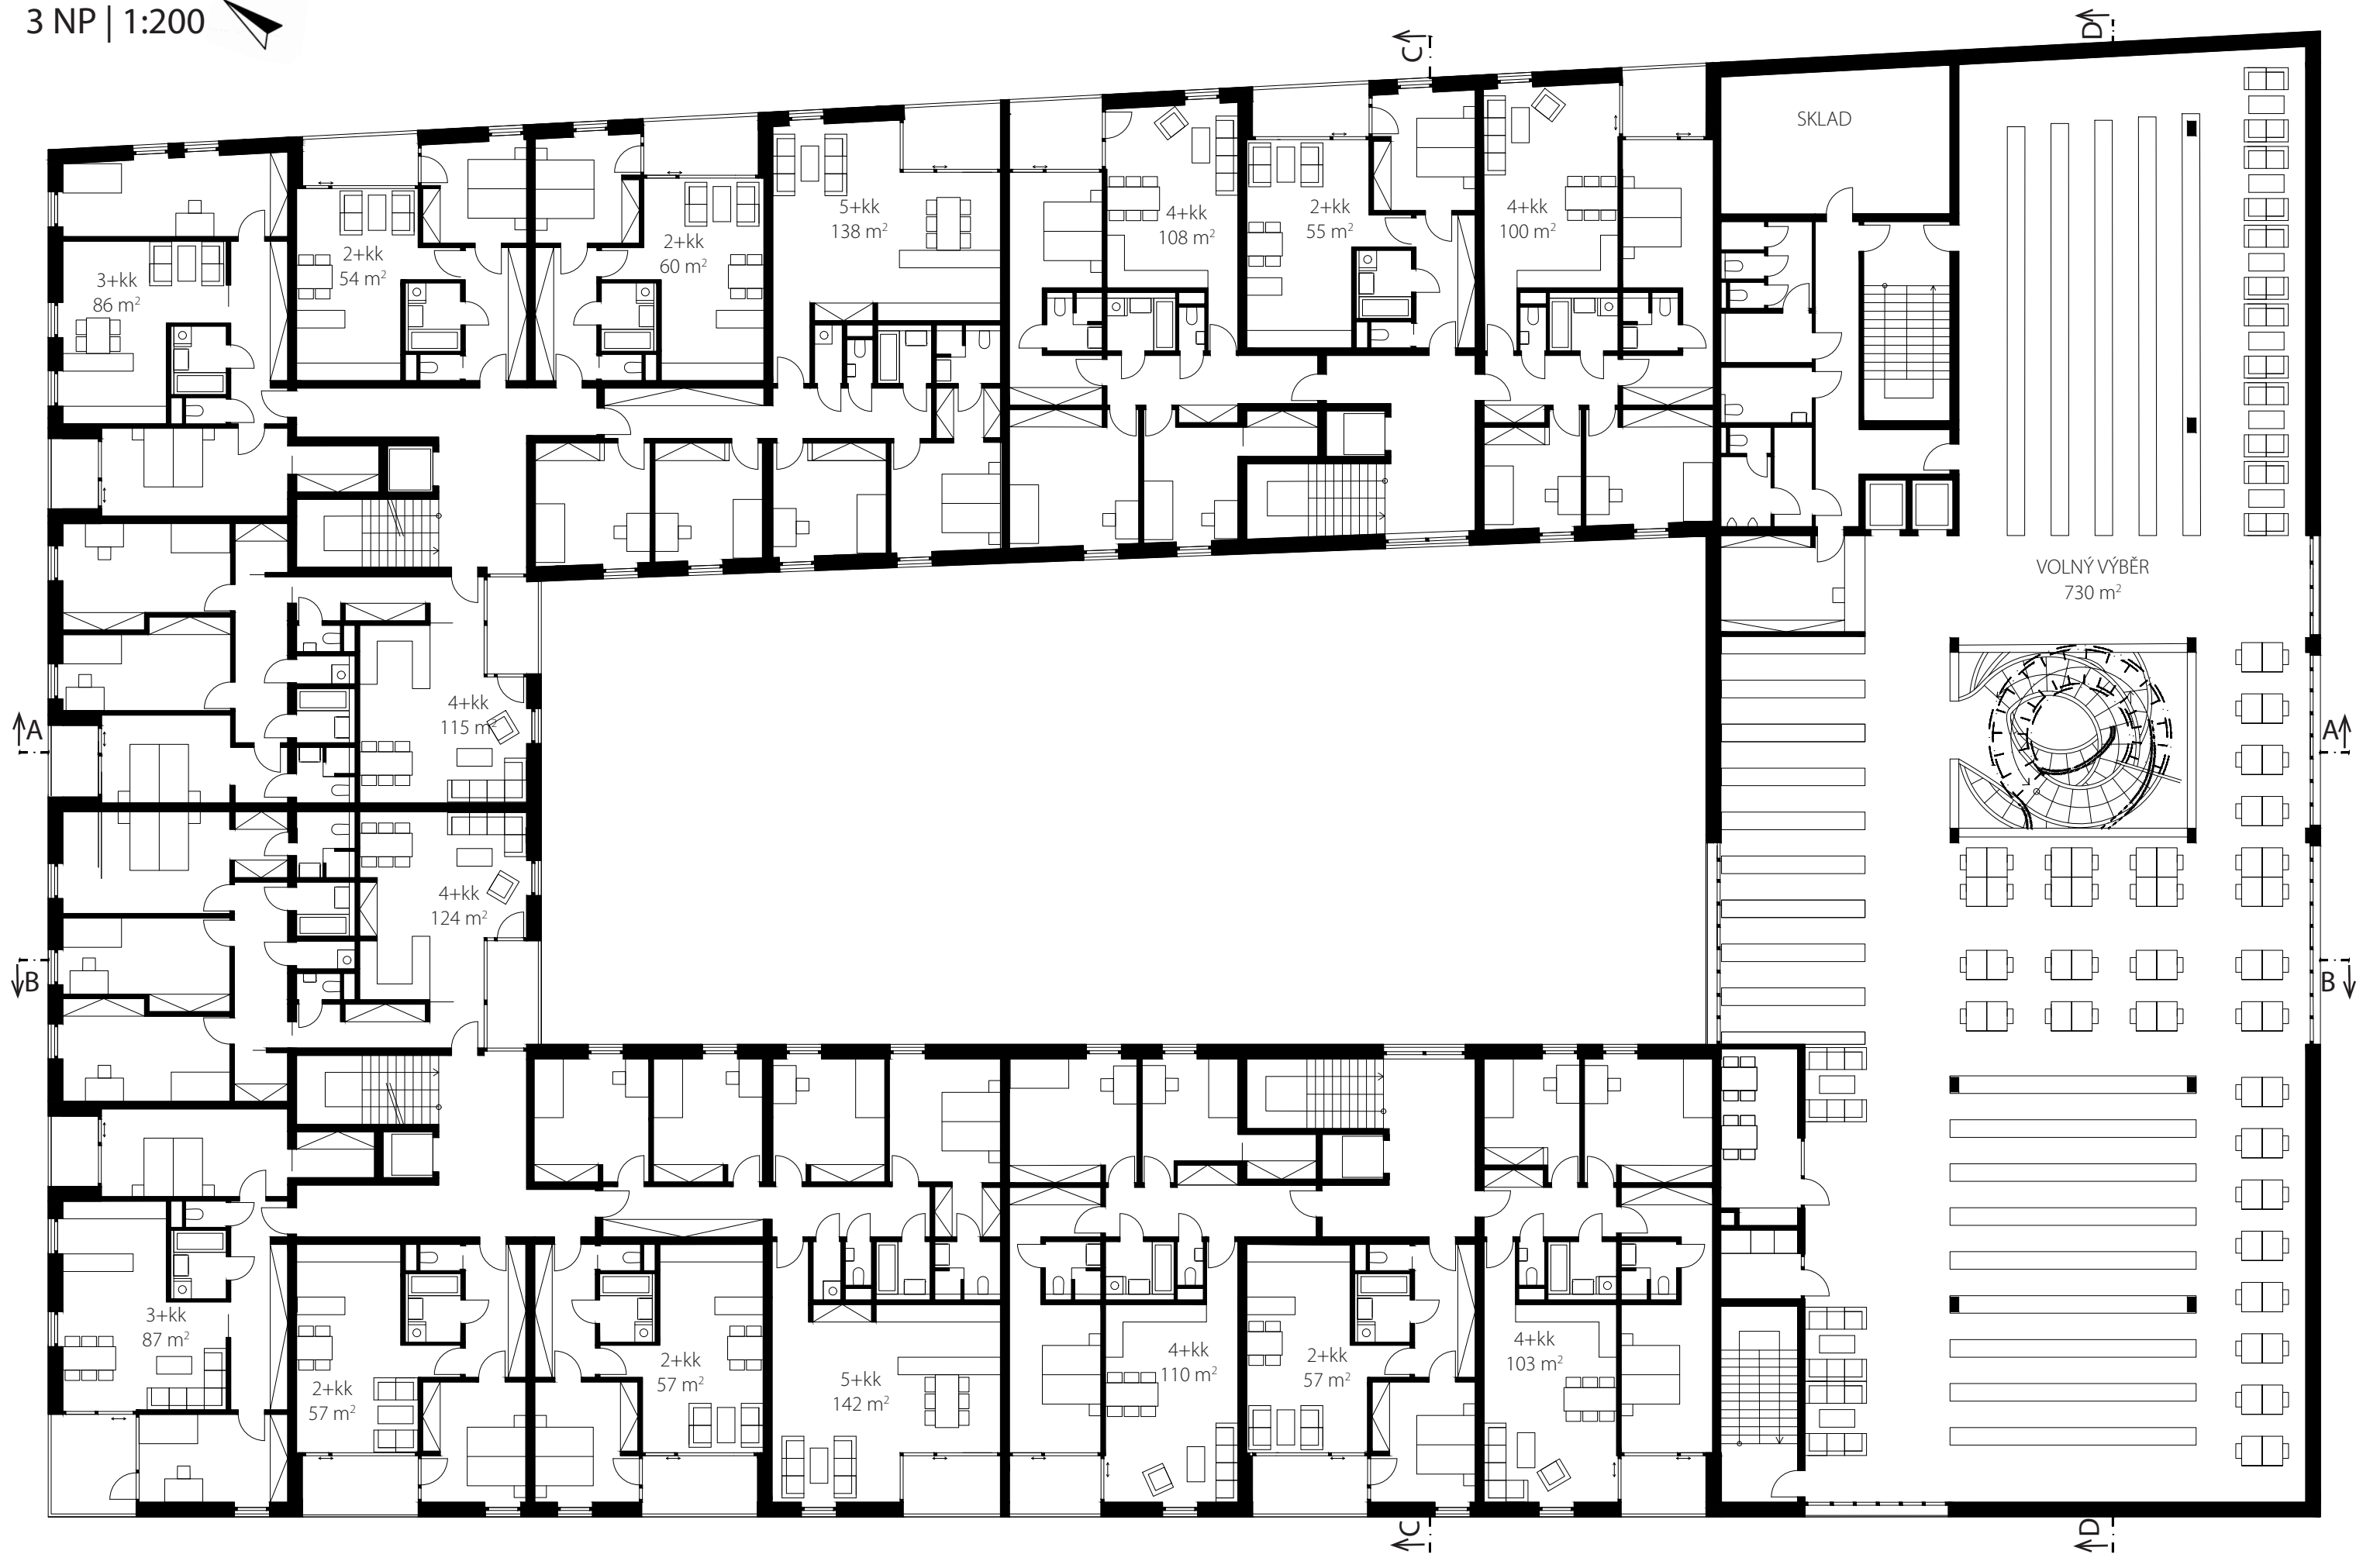 3 NP | 1:200
C
D
SKLAD
5+kk
138 m²
4+kk
108 m²
2+kk
55 m²
4+kk
100 m²
2+kk
54 m²
2+kk
60 m²
3+kk
86 m²
VOLNÝ VÝBĚR
730 m²
4+kk
115 m²
A
A
4+kk
124 m²
B
B
3+kk
87 m²
2+kk
57 m²
2+kk
57 m²
5+kk
142 m²
4+kk
110 m²
2+kk
57 m²
4+kk
103 m²
C
D